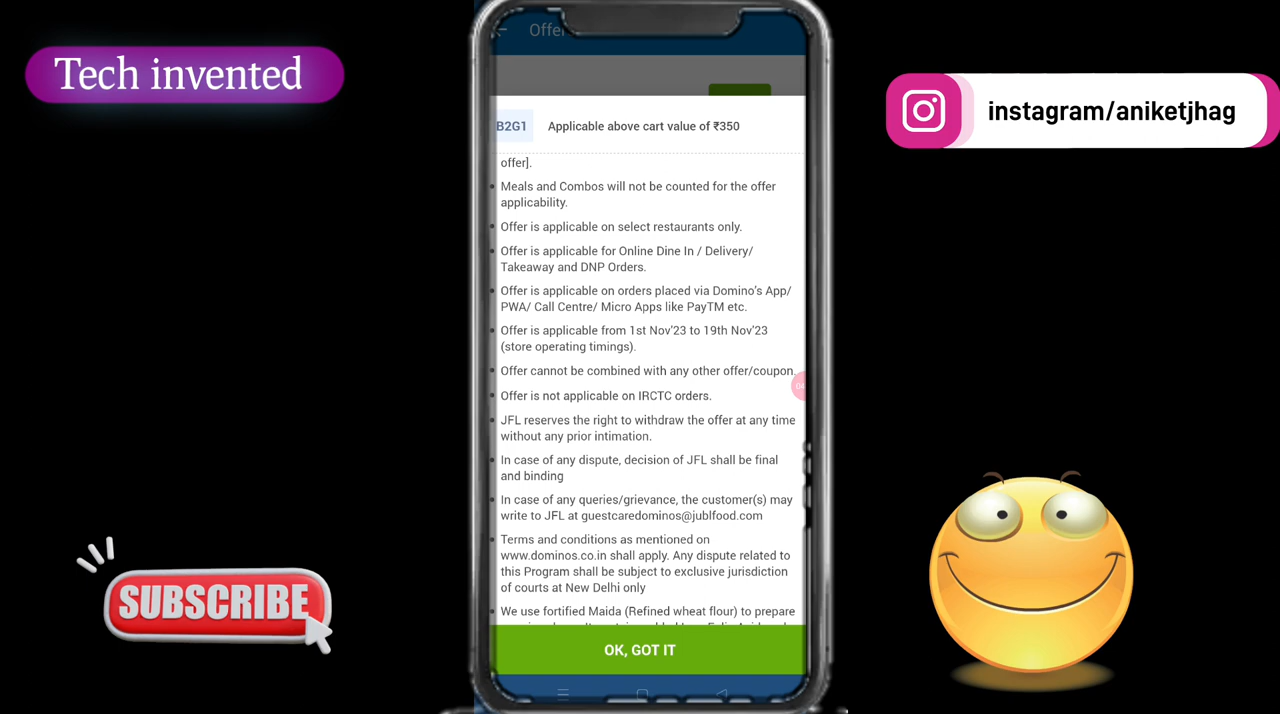 Tech invented
Offer
instagram/aniketjhag
B2G1
Applicable above cart value of ₹350
offer].
Meals and Combos will not be counted for the offer
applicability.
Offer is applicable on select restaurants only.
Offer is applicable for Online Dine In / Delivery/
Takeaway and DNP Orders.
Offer is applicable on orders placed via Domino's App/
PWA/ Call Centre/ Micro Apps like PayTM etc.
Offer is applicable from 1st Nov'23 to 19th Nov'23
(store operating timings).
Offer cannot be combined with any other offer/coupon.
Offer is not applicable on IRCTC orders.
JFL reserves the right to withdraw the offer at any time
without any prior intimation.
In case of any dispute, decision of JFL shall be final
and binding
In case of any queries/grievance, the customer(s) may
write to JFL at guestcaredominos@jublfood.com
Terms and conditions as mentioned on
www.dominos.co.in shall apply. Any dispute related to
this Program shall be subject to exclusive jurisdiction
of courts at New Delhi only
We use fortified Maida (Refined wheat flour) to prepare
OK, GOT IT
SUBSCRIBE